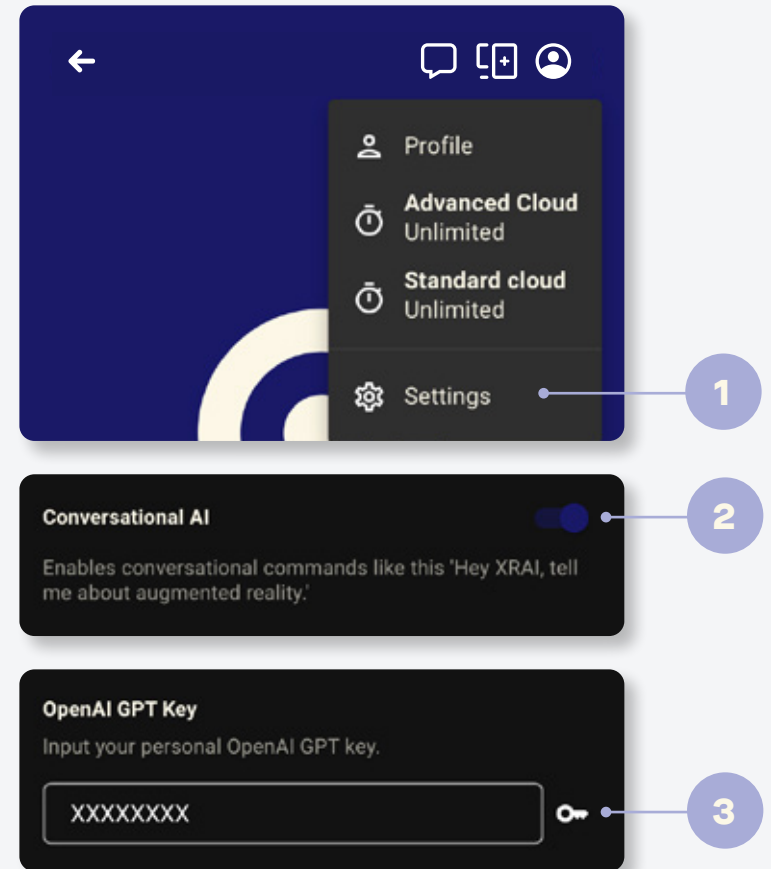 Profile
Advanced Cloud
Unlimited
Standard cloud
Unlimited
Settings
1
Conversational AI
2
Enables conversational commands like this 'Hey XRAI, tell
me about augmented reality.'
OpenAI GPT Key
Input your personal OpenAI GPT key.
XXXXXXXX
3